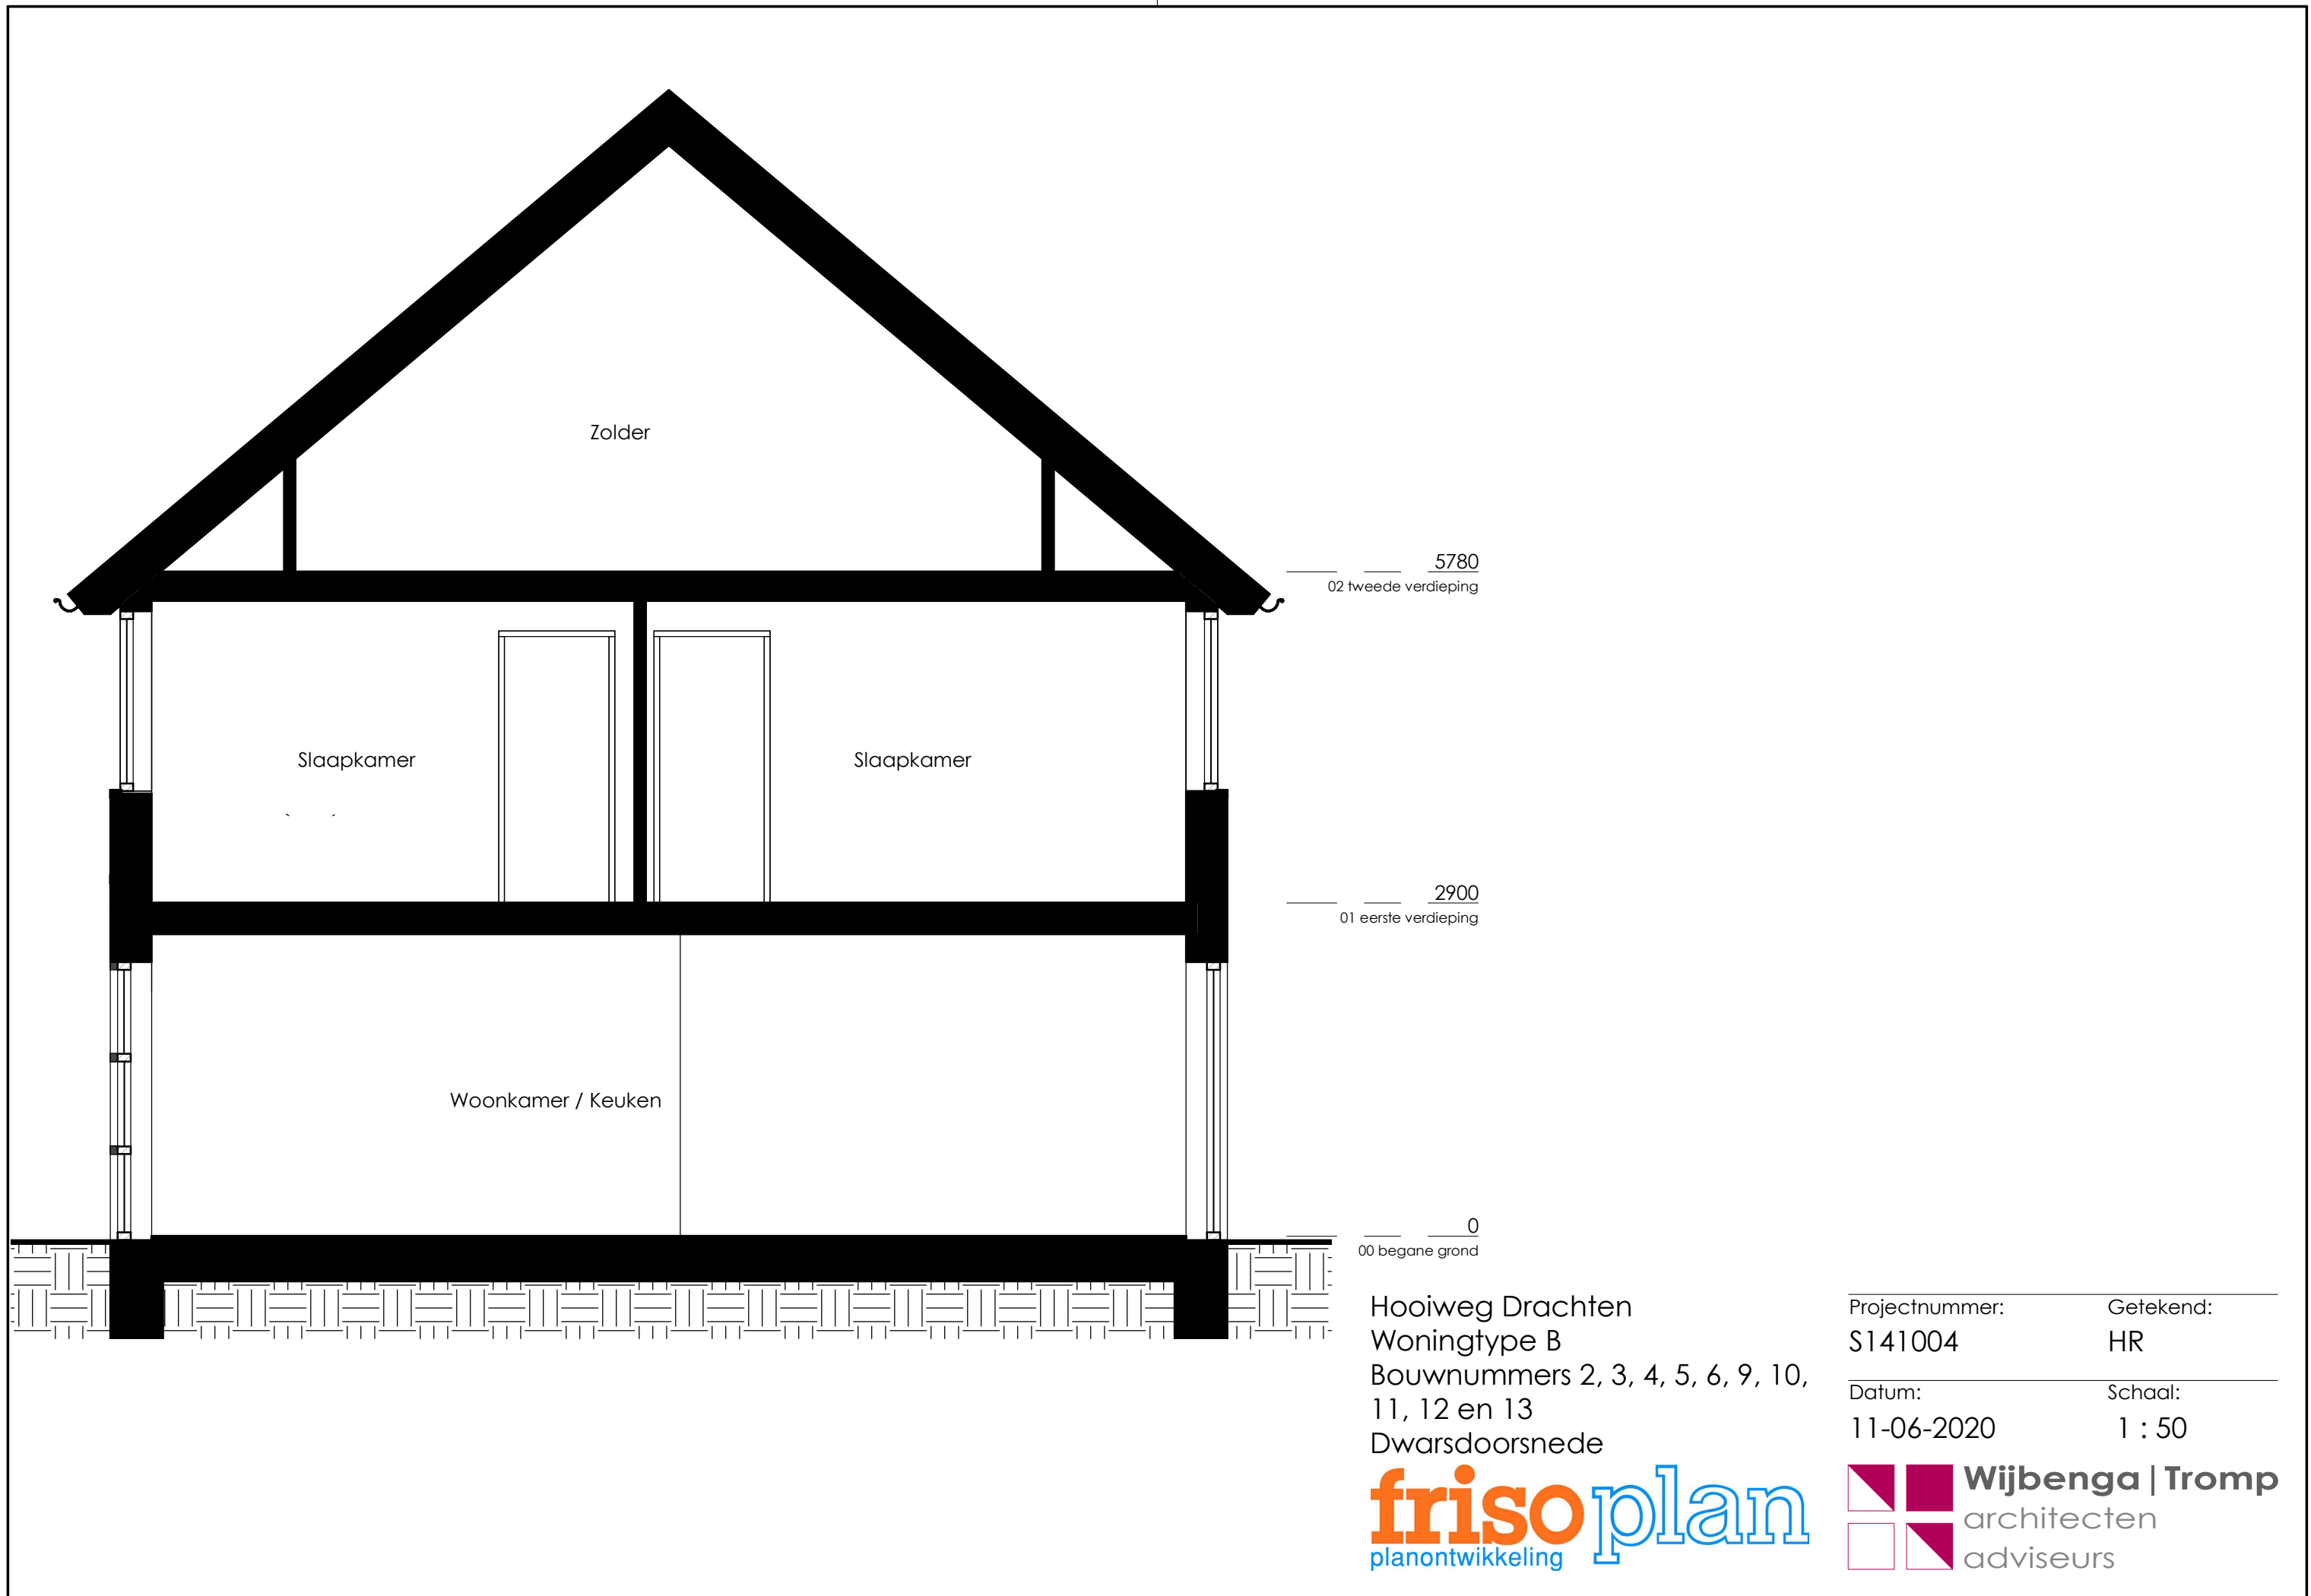 Zolder
5780
02 tweede verdieping
Slaapkamer
Slaapkamer
2900
01 eerste verdieping
Woonkamer / Keuken
0
00 begane grond
Hooiweg Drachten
Woningtype B
Bouwnummers 2, 3, 4, 5, 6, 9, 10,
11, 12 en 13
Dwarsdoorsnede
frisoplan
planontwikkeling
Projectnummer:
Getekend:
S141004
HR
Datum:
Schaal:
11-06-2020
1 : 50
Wijbenga | Tromp
architecten
adviseurs